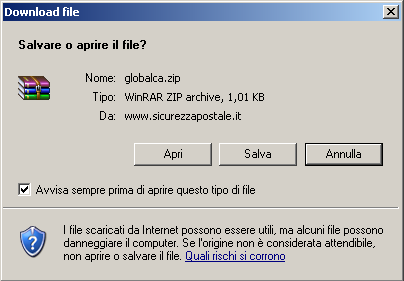 Download file
Salvare o aprire il file?
Nome: globalca.zip
Tipo: WinRAR ZIP archive, 1,01 KB
Da: www.sicurezzapostale.it
Apri Salva Annulla
Avvisa sempre prima di aprire questo tipo di file
I file scaricati da Internet possono essere utili, ma alcuni file possono
danneggiare il computer. Se l'origine non è considerata attendibile,
non aprire o salvare il file. Quali rischi si corrono